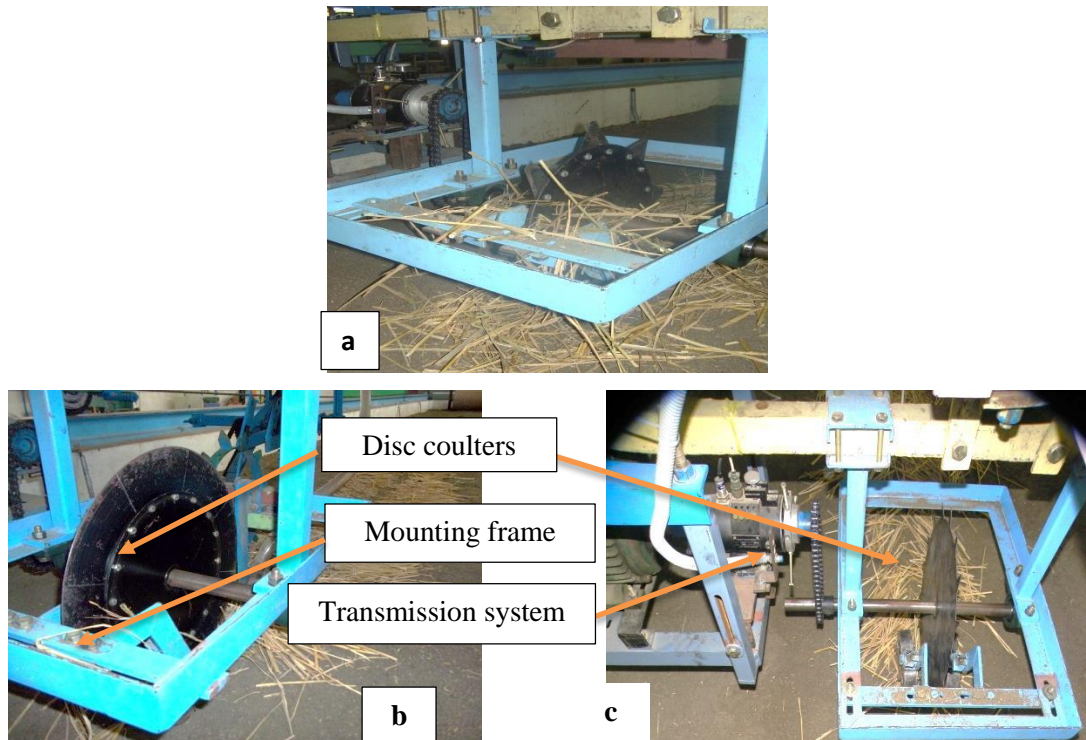 a
Disc coulters
Mounting frame
Transmission system
b
c